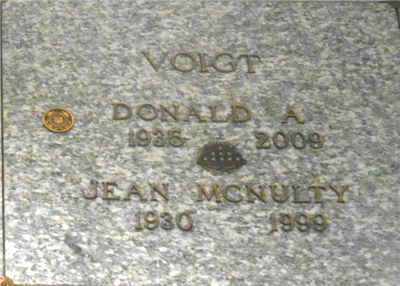 VOIGT
DONALD A
1935 2009
JEAN MCNULTY
1930 1999